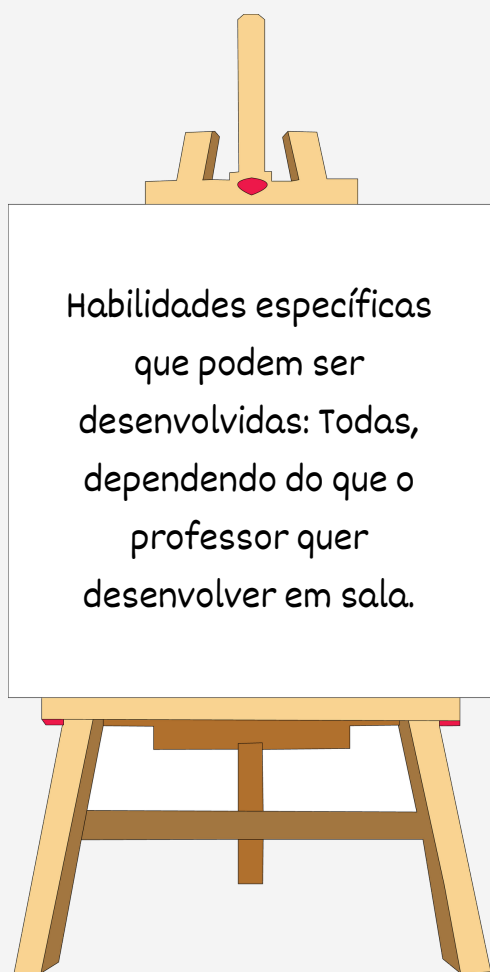 Habilidades específicas
que podem ser
desenvolvidas: Todas,
dependendo do que o
professor quer
desenvolver em sala.